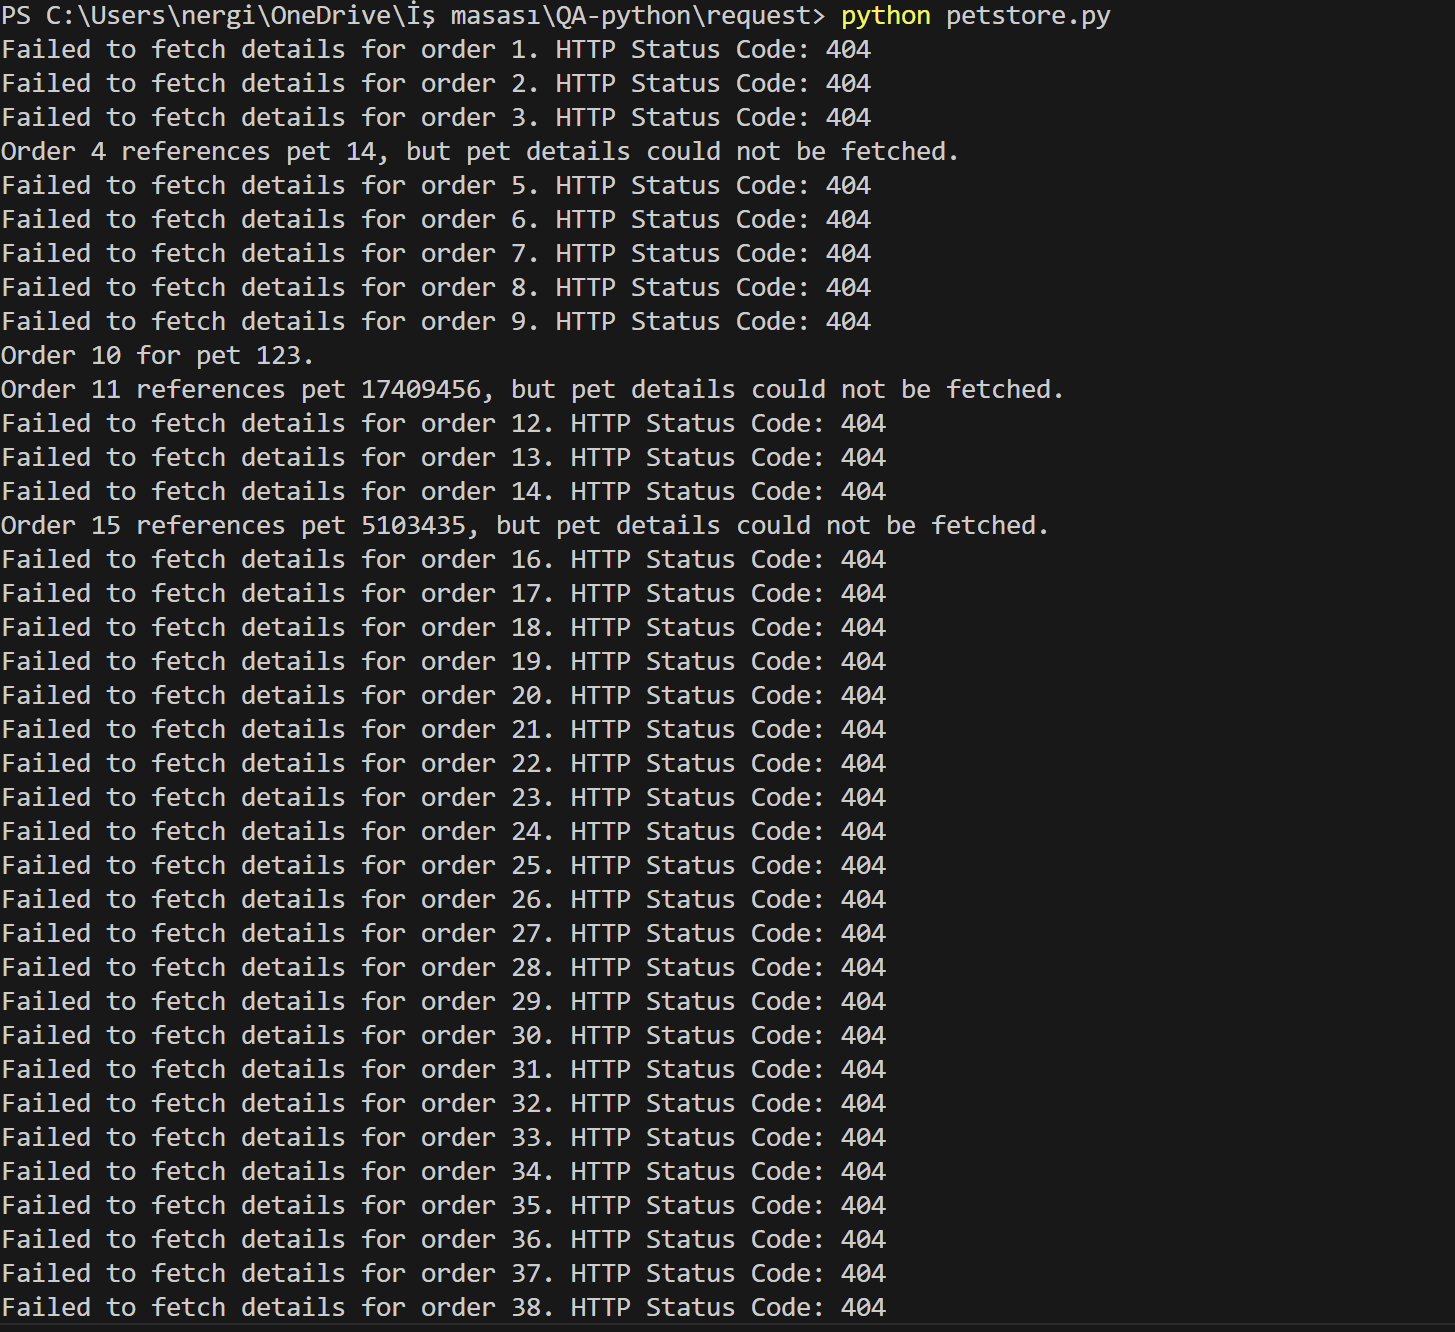 PS C:\Users\nergi\OneDrive\İş masası\QA-python\request> python petstore.py
Failed to fetch details for order 1. HTTP Status Code: 404
Failed to fetch details for order 2. HTTP Status Code: 404
Failed to fetch details for order 3. HTTP Status Code: 404
Order 4 references pet 14, but pet details could not be fetched.
Failed to fetch details for order 5. HTTP Status Code: 404
Failed to fetch details for order 6. HTTP Status Code: 404
Failed to fetch details for order 7. HTTP Status Code: 404
Failed to fetch details for order 8. HTTP Status Code: 404
Failed to fetch details for order 9. HTTP Status Code: 404
Order 10 for pet 123.
Order 11 references pet 17409456, but pet details could not be fetched.
Failed to fetch details for order 12. HTTP Status Code: 404
Failed to fetch details for order 13. HTTP Status Code: 404
Failed to fetch details for order 14. HTTP Status Code: 404
Order 15 references pet 5103435, but pet details could not be fetched.
Failed to fetch details for order 16. HTTP Status Code: 404
Failed to fetch details for order 17. HTTP Status Code: 404
Failed to fetch details for order 18. HTTP Status Code: 404
Failed to fetch details for order 19. HTTP Status Code: 404
Failed to fetch details for order 20. HTTP Status Code: 404
Failed to fetch details for order 21. HTTP Status Code: 404
Failed to fetch details for order 22. HTTP Status Code: 404
Failed to fetch details for order 23. HTTP Status Code: 404
Failed to fetch details for order 24. HTTP Status Code: 404
Failed to fetch details for order 25. HTTP Status Code: 404
Failed to fetch details for order 26. HTTP Status Code: 404
Failed to fetch details for order 27. HTTP Status Code: 404
Failed to fetch details for order 28. HTTP Status Code: 404
Failed to fetch details for order 29. HTTP Status Code: 404
Failed to fetch details for order 30. HTTP Status Code: 404
Failed to fetch details for order 31. HTTP Status Code: 404
Failed to fetch details for order 32. HTTP Status Code: 404
Failed to fetch details for order 33. HTTP Status Code: 404
Failed to fetch details for order 34. HTTP Status Code: 404
Failed to fetch details for order 35. HTTP Status Code: 404
Failed to fetch details for order 36. HTTP Status Code: 404
Failed to fetch details for order 37. HTTP Status Code: 404
Failed to fetch details for order 38. HTTP Status Code: 404